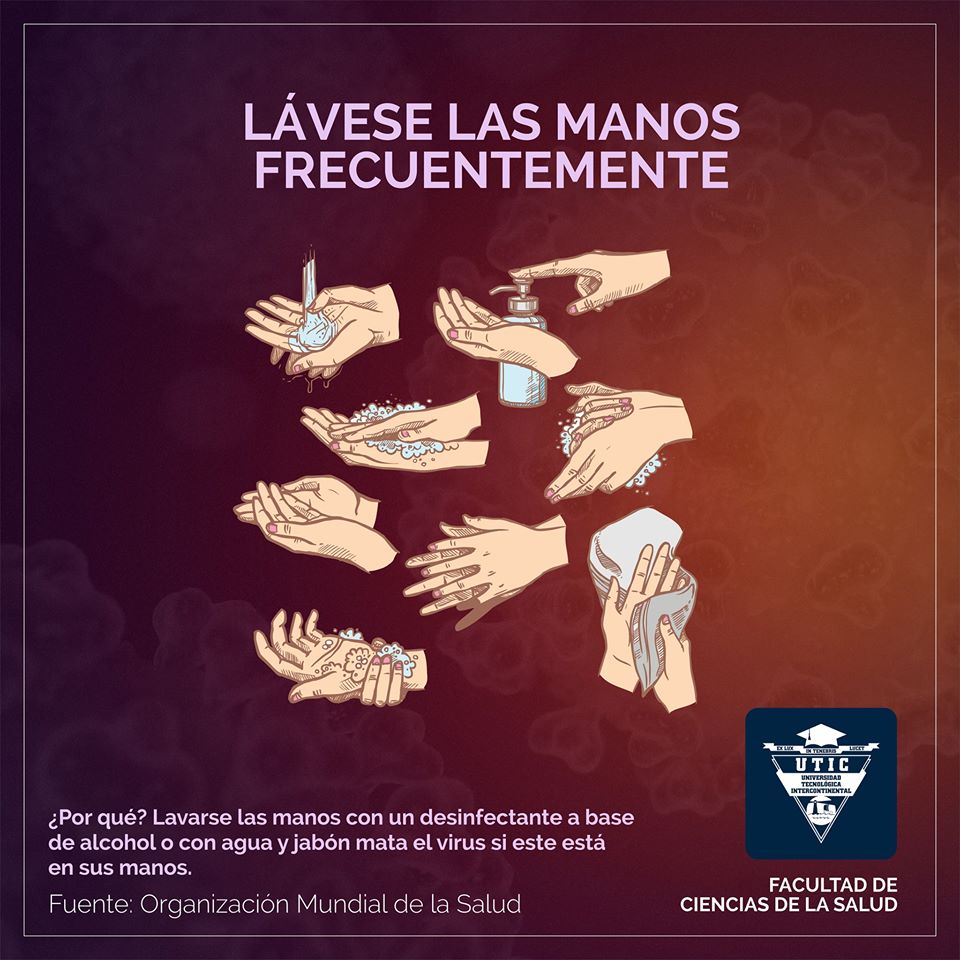 LÁVESE LAS MANOS
FRECUENTEMENTE
EX LUX IN TENEBRIS LUCET
UTIC
UNIVERSIDAD
TECNOLÓGICA
INTERCONTINENTAL
¿Por qué? Lavarse las manos con un desinfectante a base
de alcohol o con agua y jabón mata el virus si este está
en sus manos.
Fuente: Organización Mundial de la Salud
FACULTAD DE
CIENCIAS DE LA SALUD